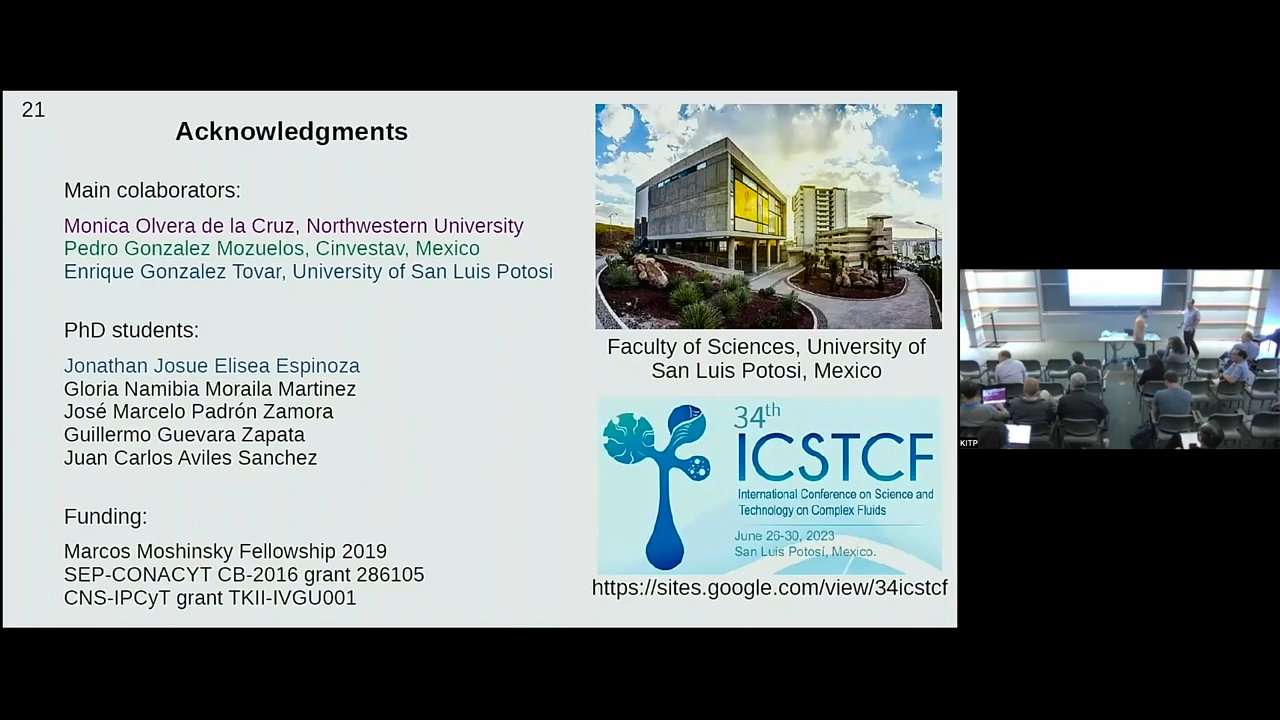 21
Acknowledgments
Main colaborators:
Monica Olvera de la Cruz, Northwestern University
Pedro Gonzalez Mozuelos, Cinvestav, Mexico
Enrique Gonzalez Tovar, University of San Luis Potosi
PhD students:
Jonathan Josue Elisea Espinoza
Gloria Namibia Moraila Martinez
José Marcelo Padrón Zamora
Guillermo Guevara Zapata
Juan Carlos Aviles Sanchez
Funding:
Marcos Moshinsky Fellowship 2019
SEP-CONACYT CB-2016 grant 286105
CNS-IPCyT grant TKII-IVGU001
Faculty of Sciences, University of
San Luis Potosi, Mexico
34th
ICSTCF
International Conference on Science and
Technology on Complex Fluids
June 26-30, 2023
San Luis Potosí, Mexico.
https://sites.google.com/view/34icstcf
KITP